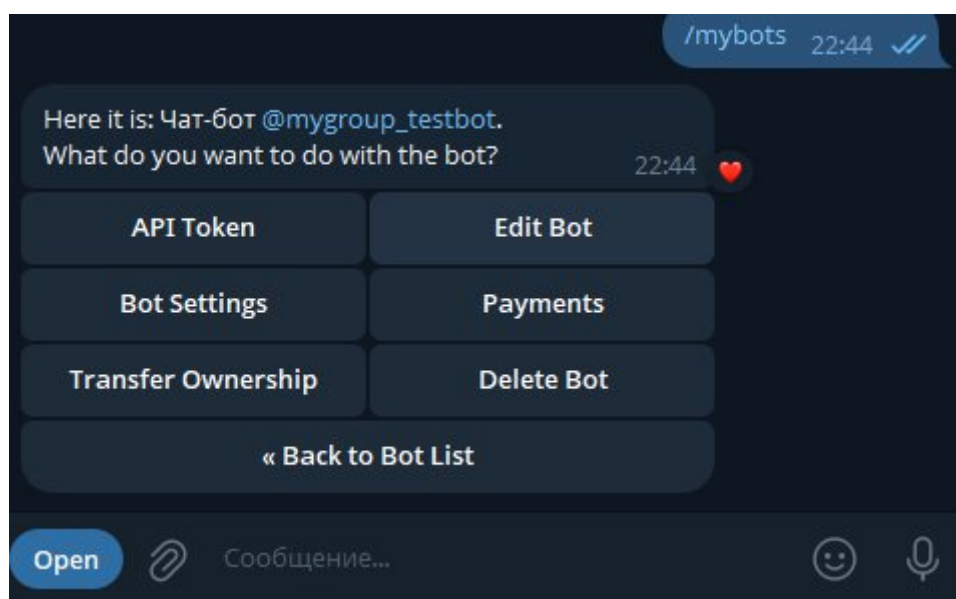 /mybots 22:44
Here it is: Чат-бот @mygroup_testbot.
What do you want to do with the bot? 22:44
API Token Edit Bot
Bot Settings Payments
Transfer Ownership Delete Bot
« Back to Bot List
Open Сообщение...